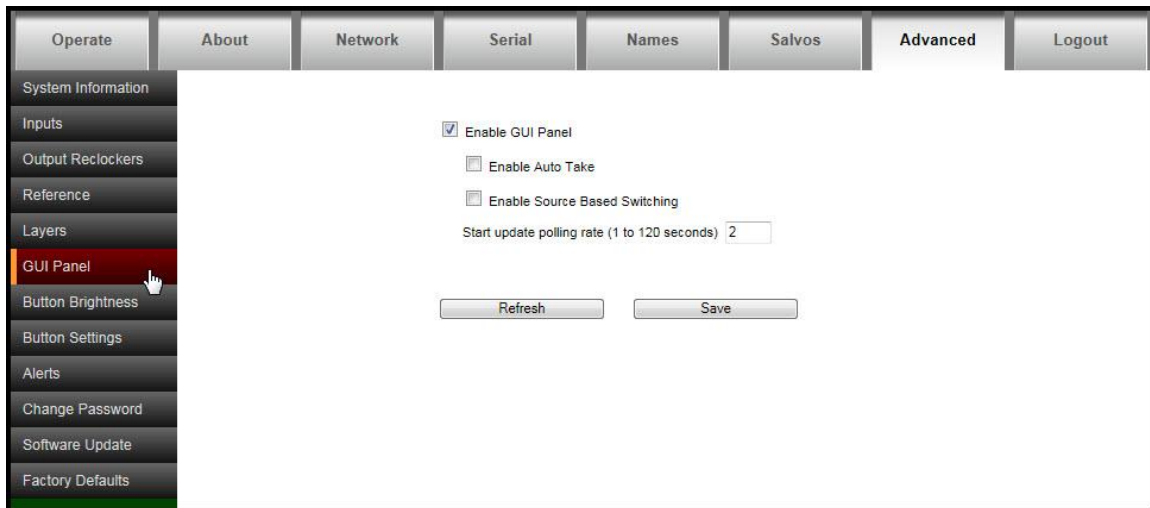 Operate About Network Serial Names Salvos Advanced Logout
System Information
Inputs
Output Reclockers
Reference
Layers
GUI Panel
Button Brightness
Button Settings
Alerts
Change Password
Software Update
Factory Defaults
Enable GUI Panel
Enable Auto Take
Enable Source Based Switching
Start update polling rate (1 to 120 seconds) 2
Refresh Save